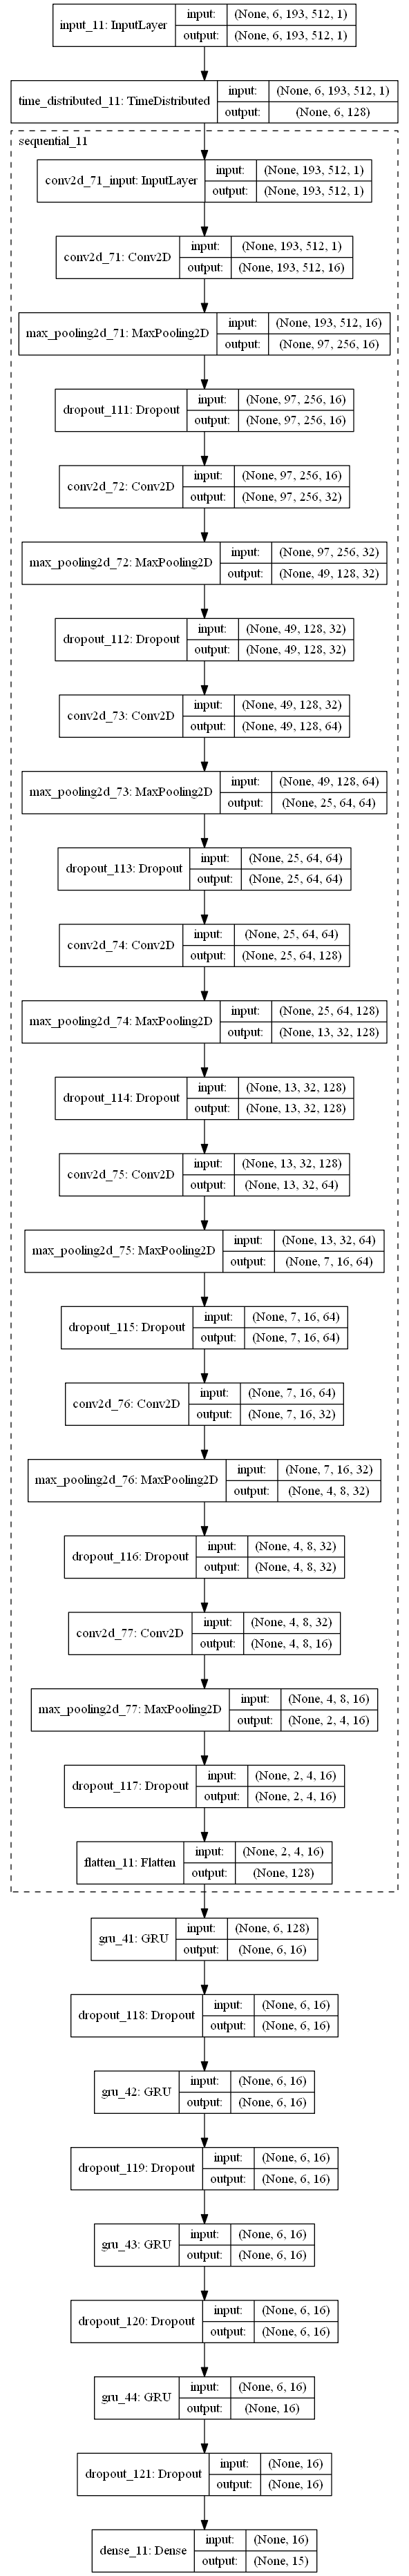 input_11: InputLayer
input: (None, 6, 193, 512, 1)
output: (None, 6, 193, 512, 1)
time_distributed_11: TimeDistributed
input: (None, 6, 193, 512, 1)
output: (None, 6, 128)
sequential_11
conv2d_71_input: InputLayer
input: (None, 193, 512, 1)
output: (None, 193, 512, 1)
conv2d_71: Conv2D
input: (None, 193, 512, 1)
output: (None, 193, 512, 16)
max_pooling2d_71: MaxPooling2D
input: (None, 193, 512, 16)
output: (None, 97, 256, 16)
dropout_111: Dropout
input: (None, 97, 256, 16)
output: (None, 97, 256, 16)
conv2d_72: Conv2D
input: (None, 97, 256, 16)
output: (None, 97, 256, 32)
max_pooling2d_72: MaxPooling2D
input: (None, 97, 256, 32)
output: (None, 49, 128, 32)
dropout_112: Dropout
input: (None, 49, 128, 32)
output: (None, 49, 128, 32)
conv2d_73: Conv2D
input: (None, 49, 128, 32)
output: (None, 49, 128, 64)
max_pooling2d_73: MaxPooling2D
input: (None, 49, 128, 64)
output: (None, 25, 64, 64)
dropout_113: Dropout
input: (None, 25, 64, 64)
output: (None, 25, 64, 64)
conv2d_74: Conv2D
input: (None, 25, 64, 64)
output: (None, 25, 64, 128)
max_pooling2d_74: MaxPooling2D
input: (None, 25, 64, 128)
output: (None, 13, 32, 128)
dropout_114: Dropout
input: (None, 13, 32, 128)
output: (None, 13, 32, 128)
conv2d_75: Conv2D
input: (None, 13, 32, 128)
output: (None, 13, 32, 64)
max_pooling2d_75: MaxPooling2D
input: (None, 13, 32, 64)
output: (None, 7, 16, 64)
dropout_115: Dropout
input: (None, 7, 16, 64)
output: (None, 7, 16, 64)
conv2d_76: Conv2D
input: (None, 7, 16, 64)
output: (None, 7, 16, 32)
max_pooling2d_76: MaxPooling2D
input: (None, 7, 16, 32)
output: (None, 4, 8, 32)
dropout_116: Dropout
input: (None, 4, 8, 32)
output: (None, 4, 8, 32)
conv2d_77: Conv2D
input: (None, 4, 8, 32)
output: (None, 4, 8, 16)
max_pooling2d_77: MaxPooling2D
input: (None, 4, 8, 16)
output: (None, 2, 4, 16)
dropout_117: Dropout
input: (None, 2, 4, 16)
output: (None, 2, 4, 16)
flatten_11: Flatten
input: (None, 2, 4, 16)
output: (None, 128)
gru_41: GRU
input: (None, 6, 128)
output: (None, 6, 16)
dropout_118: Dropout
input: (None, 6, 16)
output: (None, 6, 16)
gru_42: GRU
input: (None, 6, 16)
output: (None, 6, 16)
dropout_119: Dropout
input: (None, 6, 16)
output: (None, 6, 16)
gru_43: GRU
input: (None, 6, 16)
output: (None, 6, 16)
dropout_120: Dropout
input: (None, 6, 16)
output: (None, 6, 16)
gru_44: GRU
input: (None, 6, 16)
output: (None, 16)
dropout_121: Dropout
input: (None, 16)
output: (None, 16)
dense_11: Dense
input: (None, 16)
output: (None, 15)